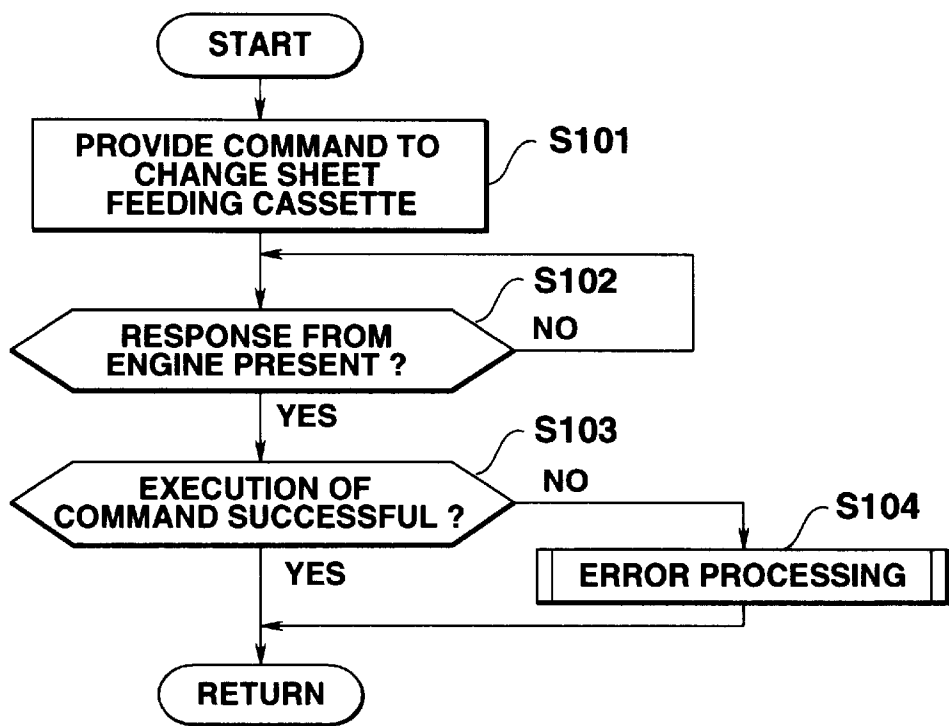 START
PROVIDE COMMAND TO
CHANGE SHEET
FEEDING CASSETTE
S101
S102
RESPONSE FROM
ENGINE PRESENT ?
NO
YES
S103
EXECUTION OF
COMMAND SUCCESSFUL ?
NO
S104
YES
ERROR PROCESSING
RETURN